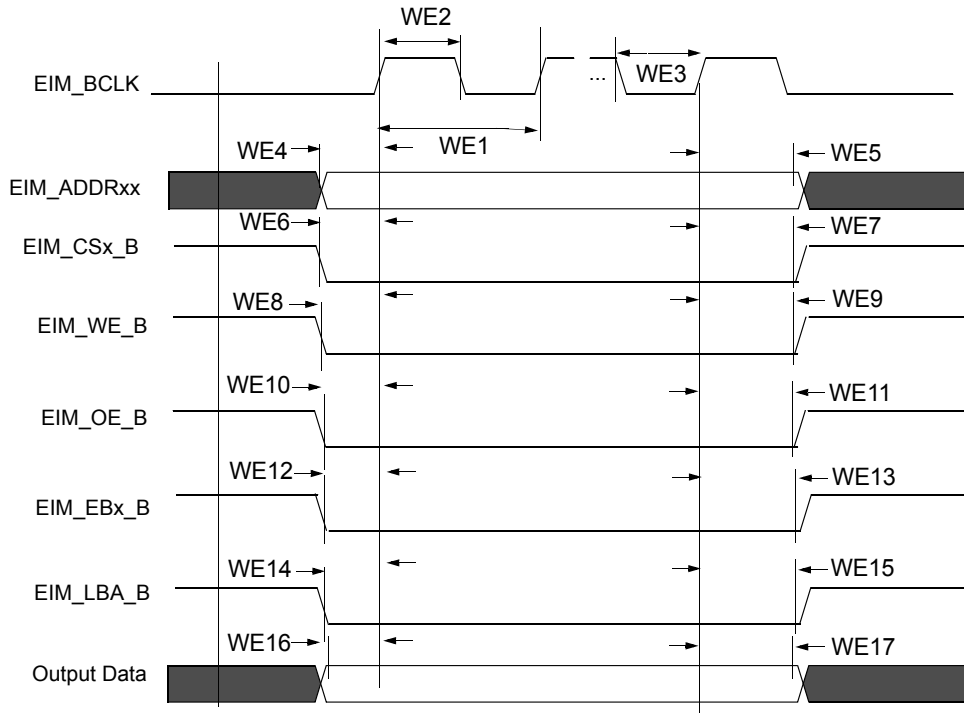 WE2
EIM_BCLK
...
WE3
WE4
WE1
WE5
EIM_ADDRxx
WE6
WE7
EIM_CSx_B
WE8
WE9
EIM_WE_B
WE10
WE11
EIM_OE_B
WE12
WE13
EIM_EBx_B
WE14
WE15
EIM_LBA_B
WE16
WE17
Output Data